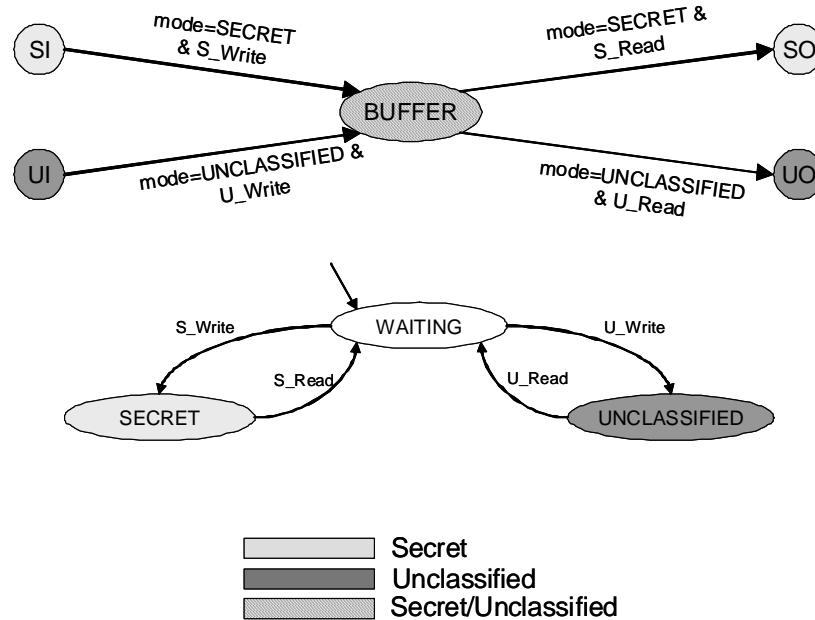 SI
mode=SECRET
& S_Write
mode=SECRET &
S_Read
SO
BUFFER
UI
mode=UNCLASSIFIED &
U_Write
mode=UNCLASSIFIED
& U_Read
UO
WAITING
S_Write
U_Write
S_Read
U_Read
SECRET
UNCLASSIFIED
Secret
Unclassified
Secret/Unclassified